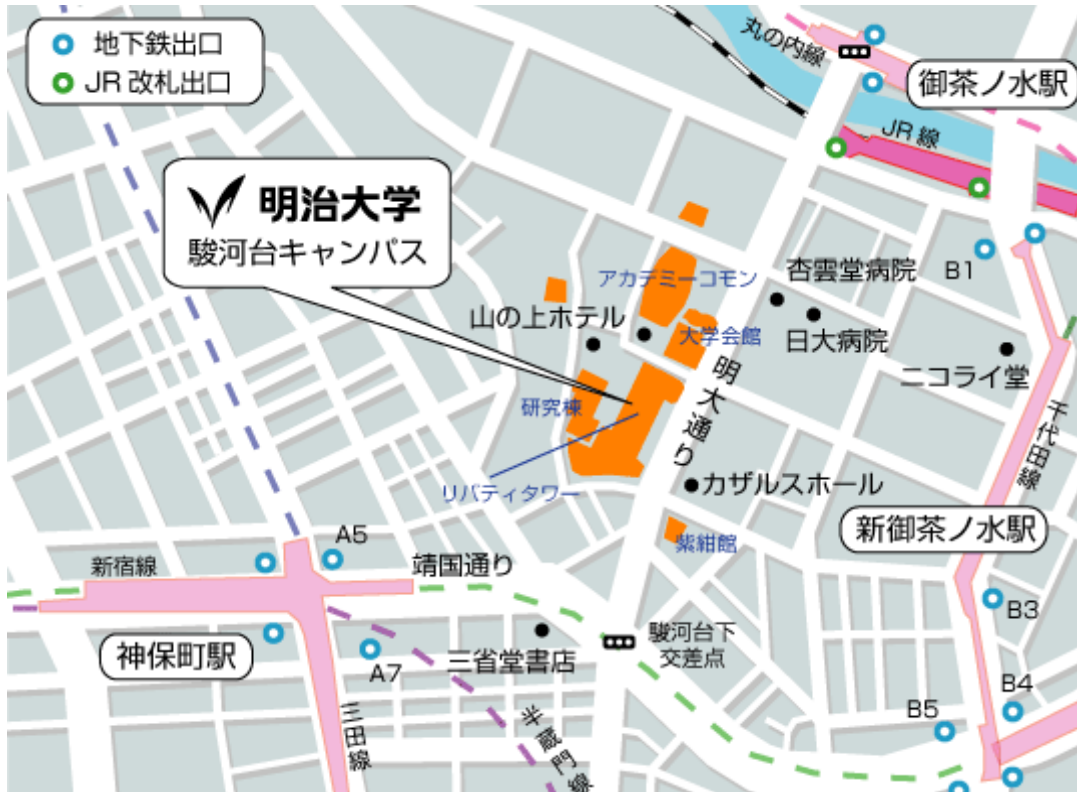 地下鉄出口
JR 改札出口
丸の内線
御茶ノ水駅
JR 線
明治大学
駿河台キャンパス
アカデミーコモン
杏雲堂病院
B1
山の上ホテル
大学会館
日大病院
ニコライ堂
明大通り
研究棟
千代田線
リバティタワー
カザルスホール
新御茶ノ水駅
紫紺館
A5
新宿線
靖国通り
B3
神保町駅
A7
三省堂書店
駿河台下
交差点
B4
B5
三田線
半蔵門線